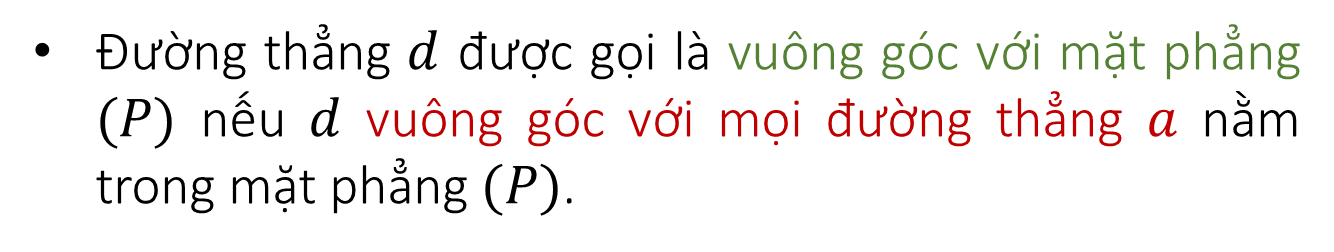 • Đường thẳng d được gọi là vuông góc với mặt phẳng
(P) nếu d vuông góc với mọi đường thẳng a nằm
trong mặt phẳng (P).